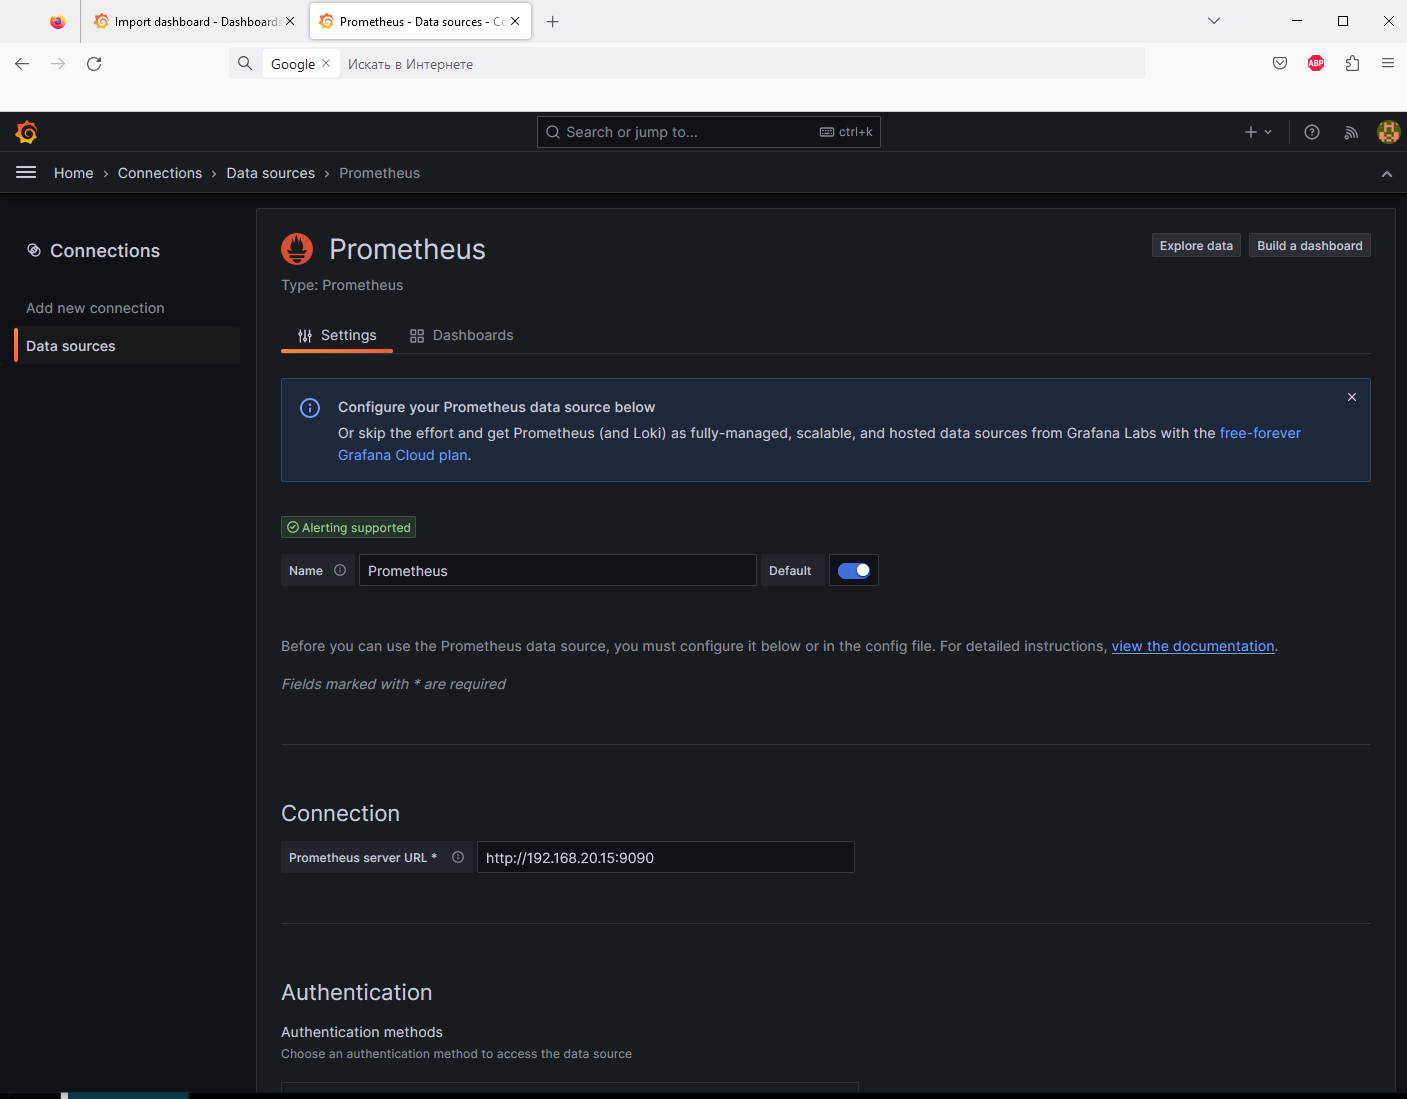 Import dashboard - Dashboards
Prometheus - Data sources - Co
Google
Искать в Интернете
ABP
Search or jump to...
ctrl+k
Home › Connections › Data sources › Prometheus
Connections
Add new connection
Data sources
Prometheus
Explore data
Build a dashboard
Type: Prometheus
Settings
Dashboards
Configure your Prometheus data source below
Or skip the effort and get Prometheus (and Loki) as fully-managed, scalable, and hosted data sources from Grafana Labs with the free-forever
Grafana Cloud plan.
Alerting supported
Name
Prometheus
Default
Before you can use the Prometheus data source, you must configure it below or in the config file. For detailed instructions, view the documentation.
Fields marked with * are required
Connection
Prometheus server URL *
http://192.168.20.15:9090
Authentication
Authentication methods
Choose an authentication method to access the data source